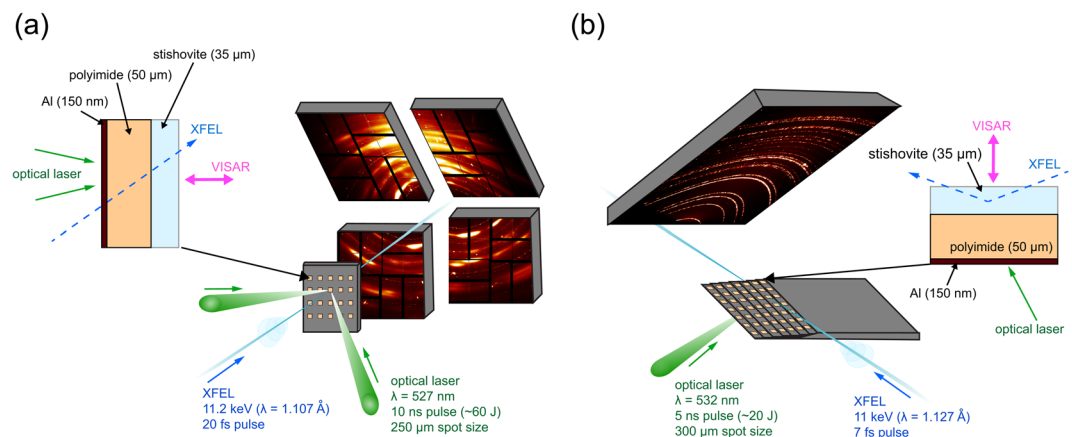 (a)
stishovite (35 µm)
polyimide (50 µm)
Al (150 nm)
XFEL
VISAR
optical laser
XFEL
11.2 keV (λ = 1.107 Å)
20 fs pulse
optical laser
λ = 527 nm
10 ns pulse (~60 J)
250 µm spot size
(b)
VISAR
stishovite (35 µm)
XFEL
polyimide (50 µm)
Al (150 nm)
optical laser
optical laser
λ = 532 nm
5 ns pulse (~20 J)
300 µm spot size
XFEL
11 keV (λ = 1.127 Å)
7 fs pulse